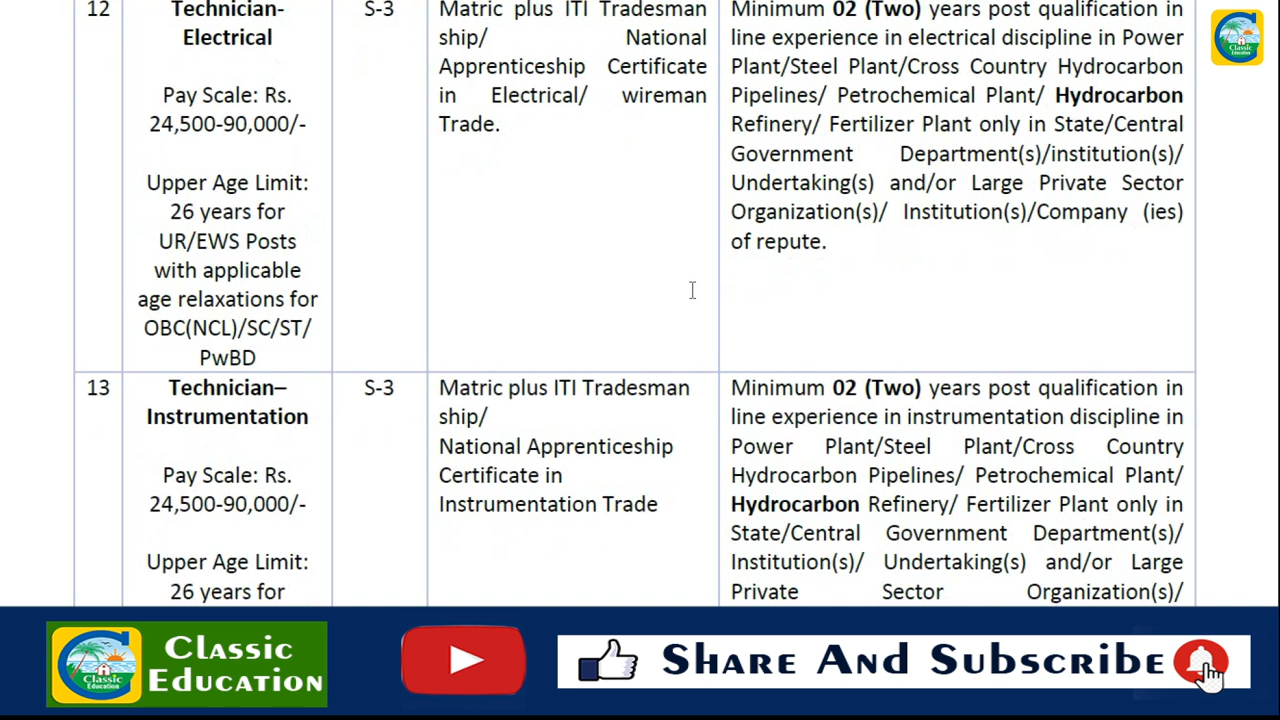 12
Technician-
Electrical
Pay Scale: Rs.
24,500-90,000/-
Upper Age Limit:
26 years for
UR/EWS Posts
with applicable
age relaxations for
OBC(NCL)/SC/ST/
PwBD
S-3
Matric plus ITI Tradesman
ship/ National
Apprenticeship Certificate
in Electrical/ wireman
Trade.
Minimum 02 (Two) years post qualification in
line experience in electrical discipline in Power
Plant/Steel Plant/Cross Country Hydrocarbon
Pipelines/ Petrochemical Plant/ Hydrocarbon
Refinery/ Fertilizer Plant only in State/Central
Government Department(s)/institution(s)/
Undertaking(s) and/or Large Private Sector
Organization(s)/ Institution(s)/Company (ies)
of repute.
Classic
Education
13
Technician–
Instrumentation
Pay Scale: Rs.
24,500-90,000/-
Upper Age Limit:
26 years for
S-3
Matric plus ITI Tradesman
ship/
National Apprenticeship
Certificate in
Instrumentation Trade
Minimum 02 (Two) years post qualification in
line experience in instrumentation discipline in
Power Plant/Steel Plant/Cross Country
Hydrocarbon Pipelines/ Petrochemical Plant/
Hydrocarbon Refinery/ Fertilizer Plant only in
State/Central Government Department(s)/
Institution(s)/ Undertaking(s) and/or Large
Private Sector Organization(s)/
Classic
Education
Classic
Education
Share And Subscribe